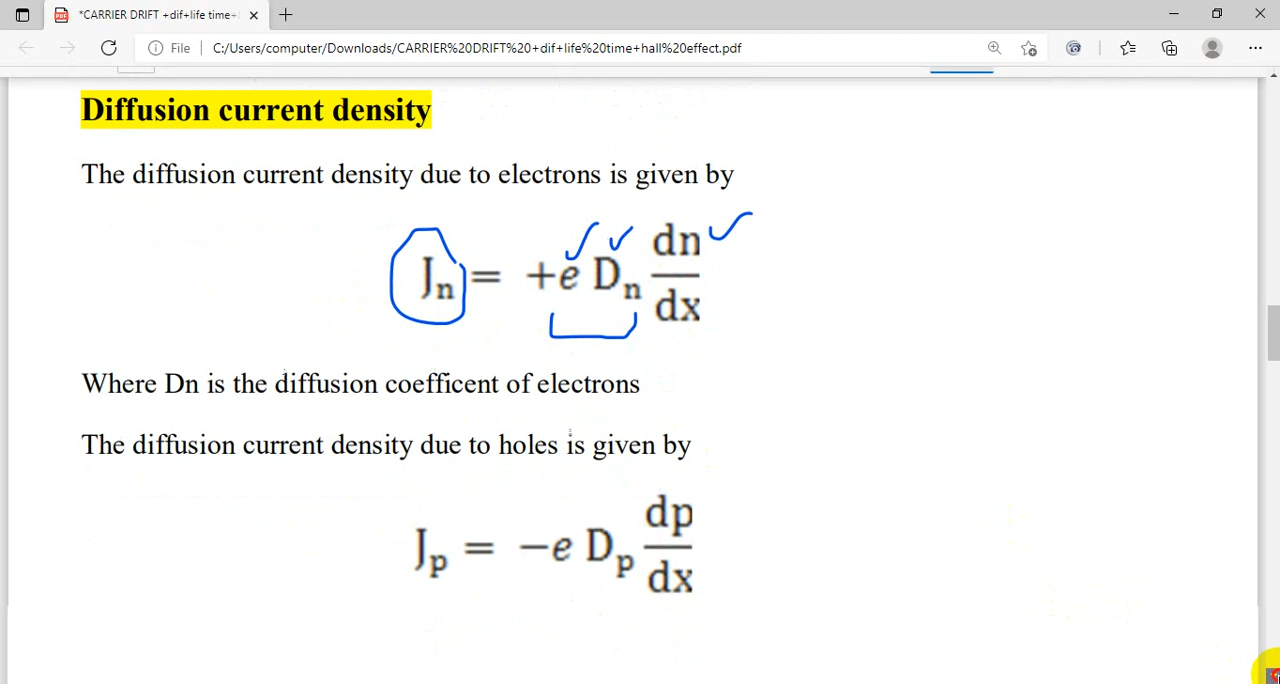 *CARRIER DRIFT +dif+life time+
File
C:/Users/computer/Downloads/CARRIER%20DRIFT%20+dif+life%20time+hall%20effect.pdf
Diffusion current density
The diffusion current density due to electrons is given by
Jn = +e Dn dn/dx
Where Dn is the diffusion coefficent of electrons
The diffusion current density due to holes is given by
Jp = −e Dp dp/dx